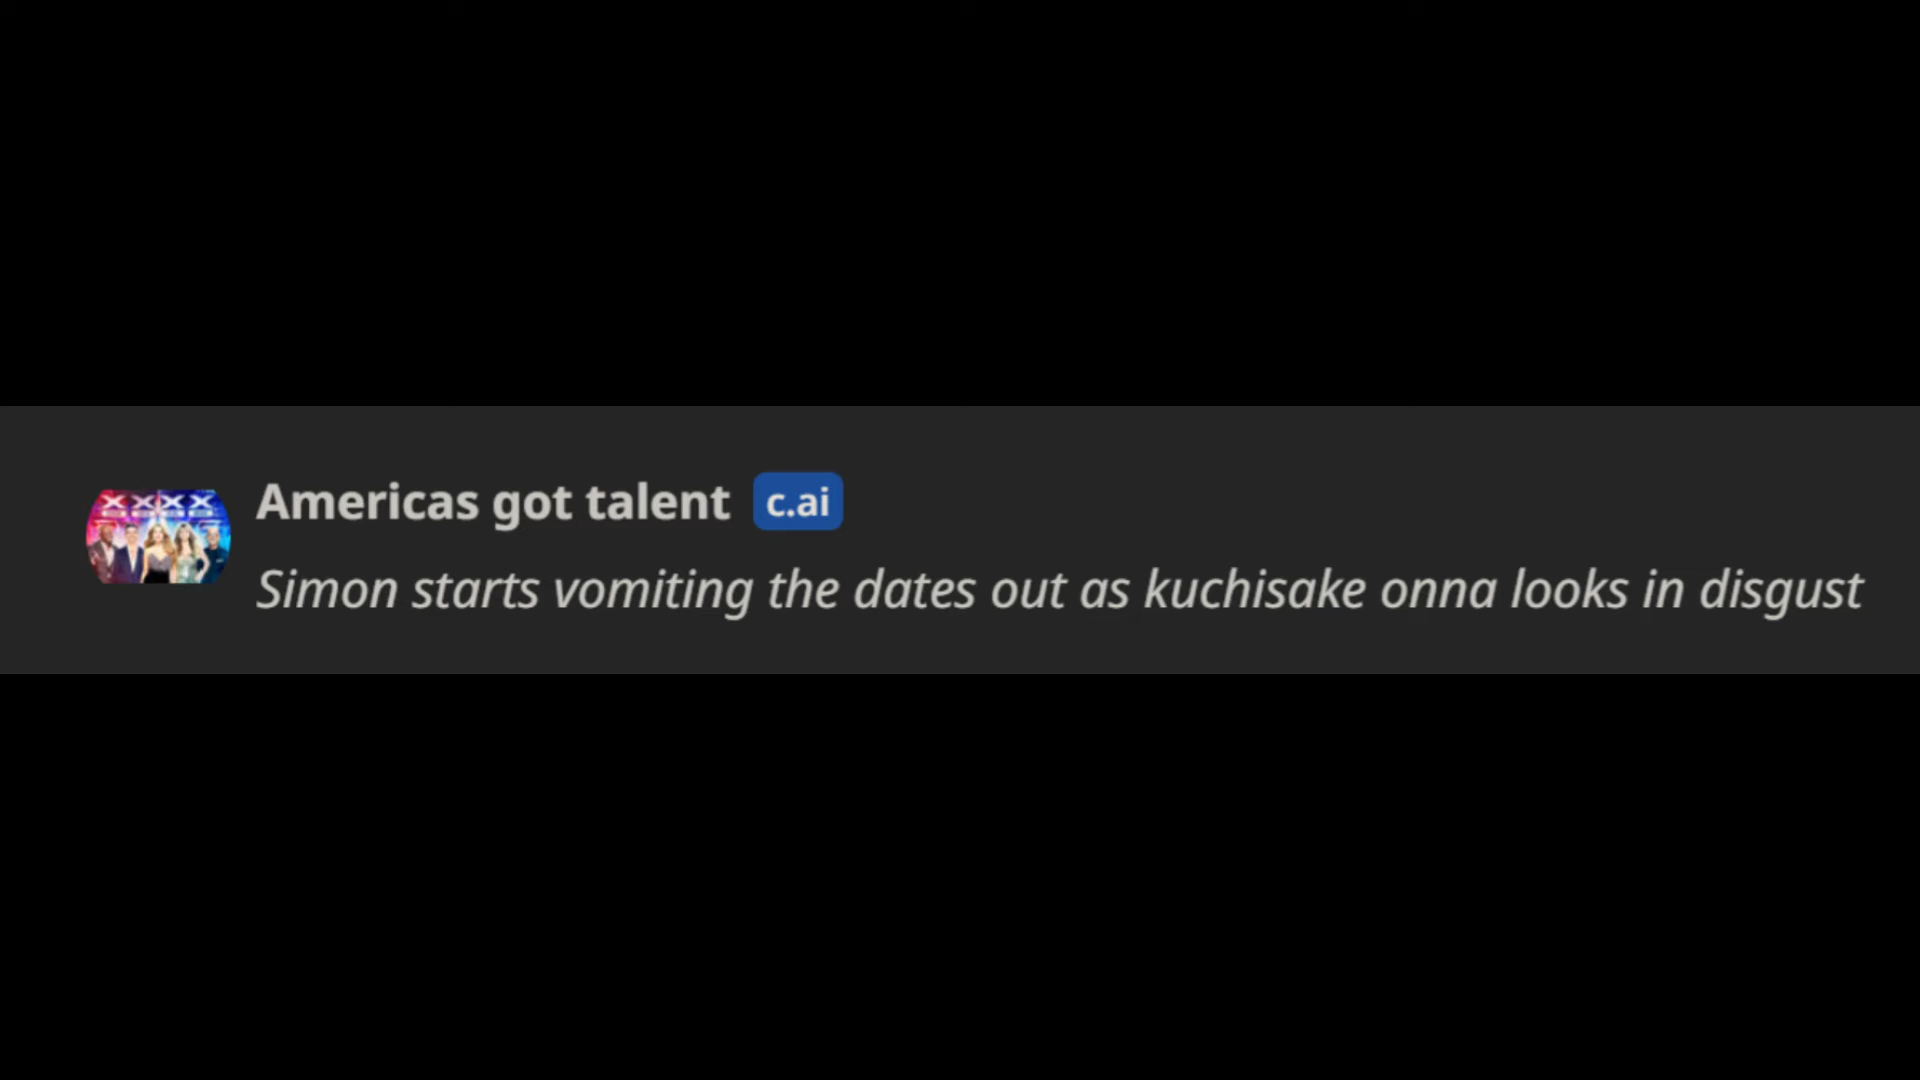 Americas got talent c.ai
Simon starts vomiting the dates out as kuchisake onna looks in disgust